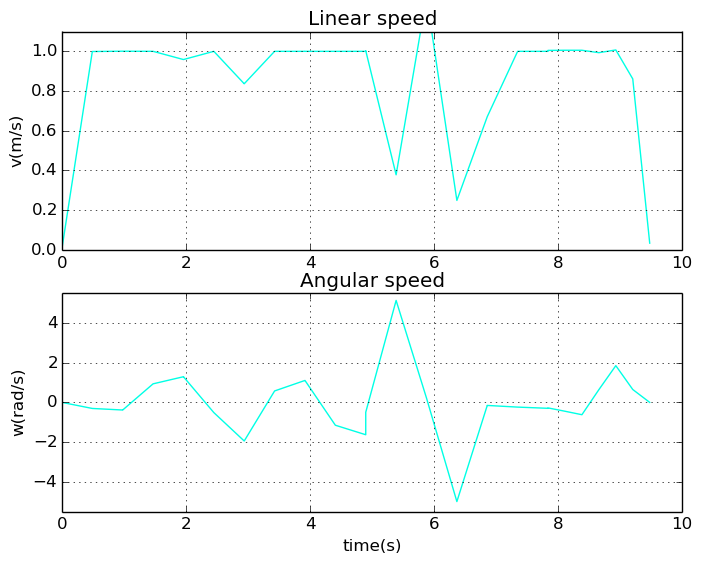 Linear speed
1.0
0.8
0.6
0.4
0.2
0.0
v(m/s)
0 2 4 6 8 10
Angular speed
4
2
0
−2
−4
w(rad/s)
0 2 4 6 8 10
time(s)